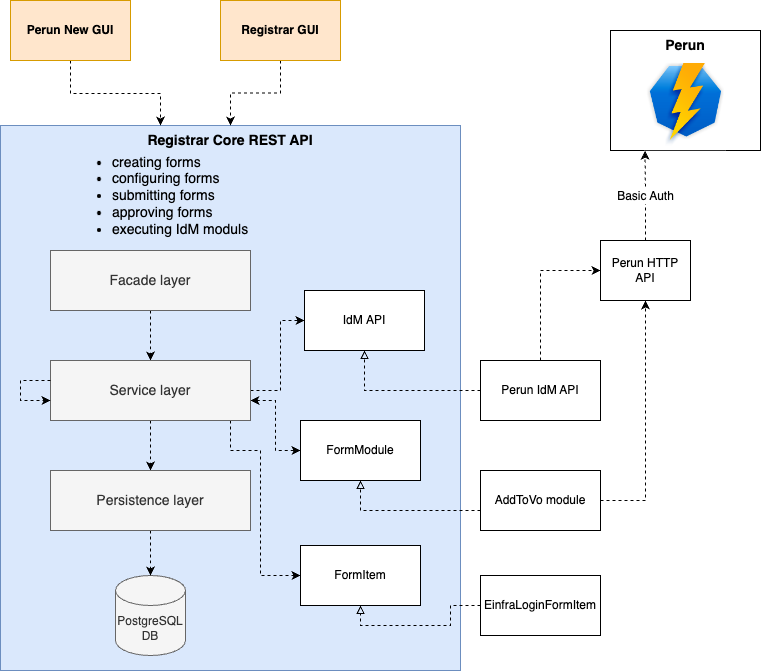 Perun New GUI
Registrar GUI
Perun
Registrar Core REST API
• creating forms
• configuring forms
• submitting forms
• approving forms
• executing IdM moduls
Basic Auth
Perun HTTP
API
Facade layer
IdM API
Service layer
Perun IdM API
FormModule
Persistence layer
AddToVo module
FormItem
EinfraLoginFormItem
PostgreSQL
DB